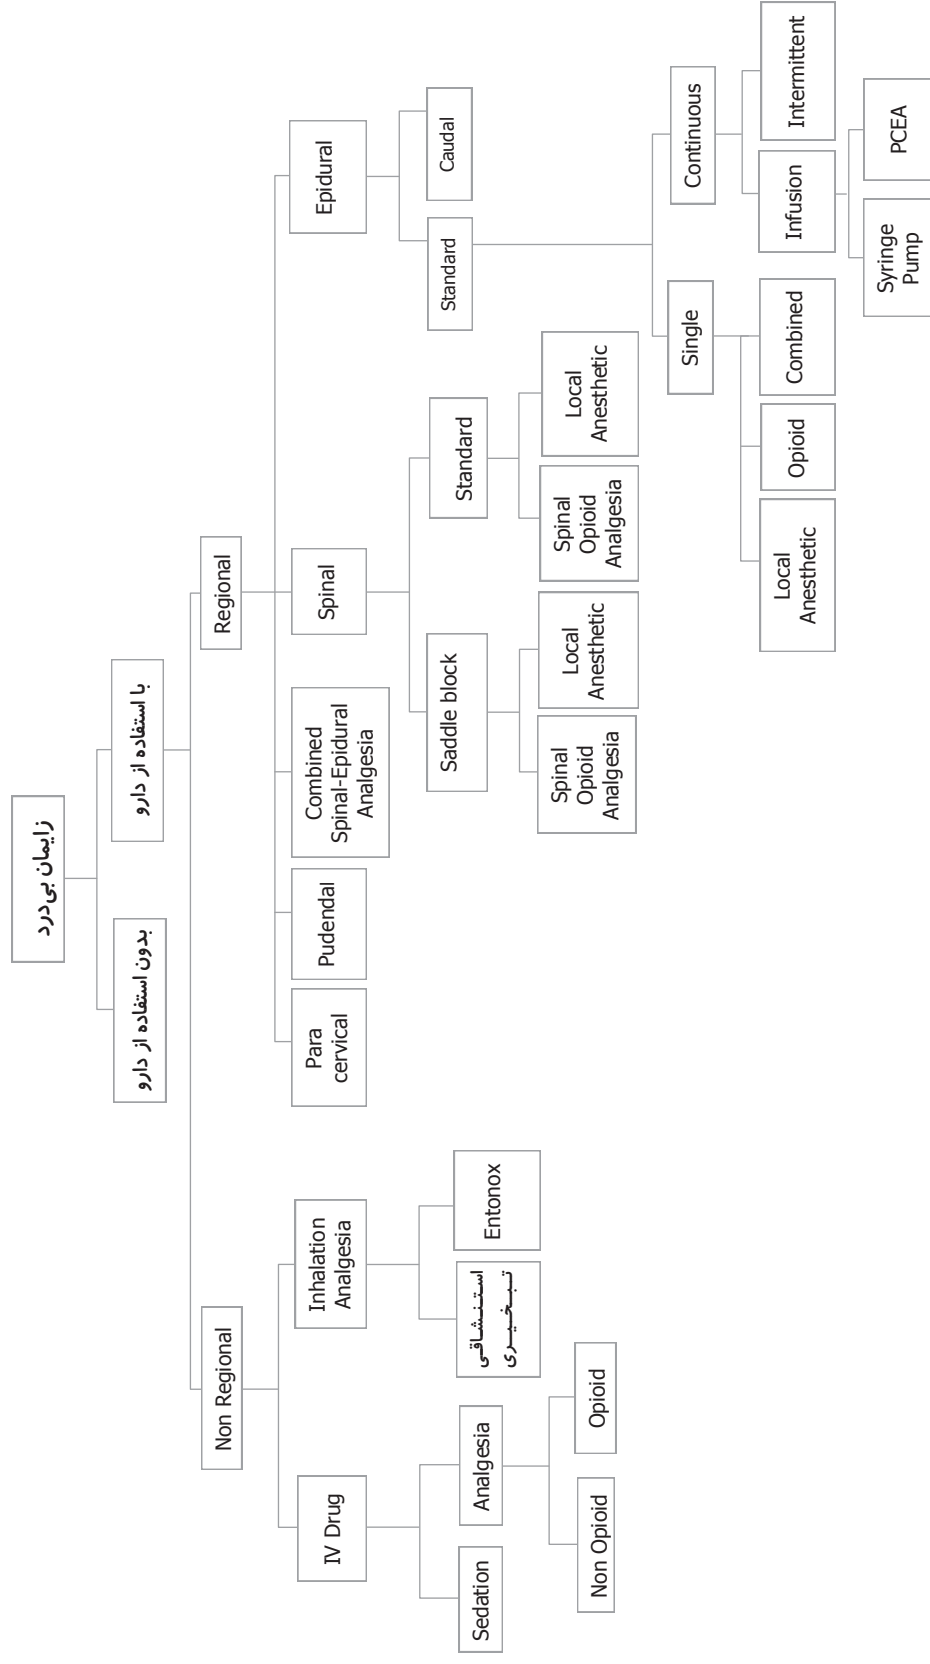 زایمان بی‌درد
بدون استفاده از دارو
با استفاده از دارو
Non Regional
Regional
IV Drug
Inhalation
Analgesia
Para
cervical
Pudendal
Combined
Spinal-Epidural
Analgesia
Spinal
Epidural
Sedation
Analgesia
استنشاقی
تبخیری
Entonox
Saddle block
Standard
Standard
Caudal
Non Opioid
Opioid
Spinal
Opioid
Analgesia
Local
Anesthetic
Spinal
Opioid
Analgesia
Local
Anesthetic
Single
Continuous
Local
Anesthetic
Opioid
Combined
Infusion
Intermittent
Syringe
Pump
PCEA